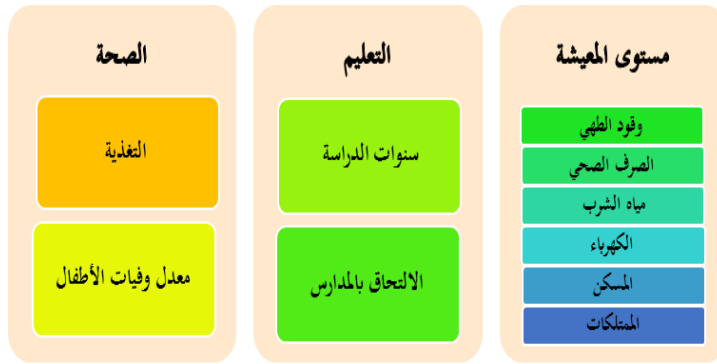 مستوى المعيشة
وقود الطهي
الصرف الصحي
مياه الشرب
الكهرباء
المسكن
الممتلكات
التعليم
سنوات الدراسة
الالتحاق بالمدارس
الصحة
التغذية
معدل وفيات الأطفال